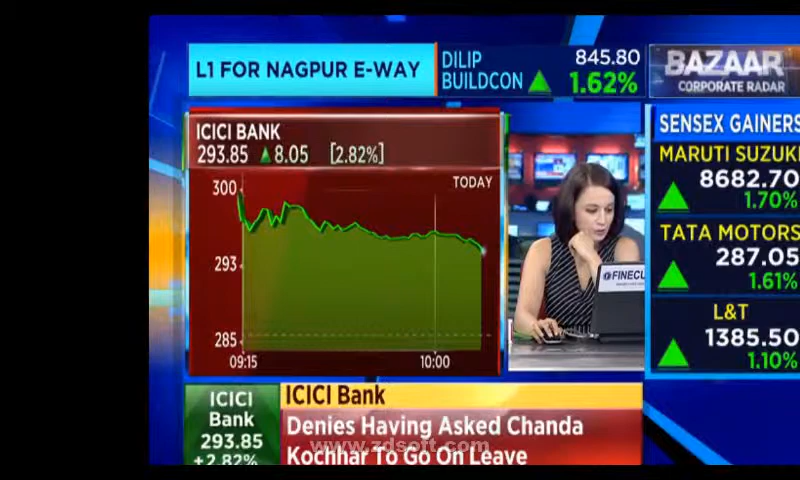 L1 FOR NAGPUR E-WAY
DILIP
BUILDCON
845.80
1.62%
BAZAAR
CORPORATE RADAR
ICICI BANK
293.85 8.05 [2.82%]
TODAY
300
293
285
09:15
10:00
FINECL
SENSEX GAINERS
MARUTI SUZUKI
8682.70
1.70%
TATA MOTORS
287.05
1.61%
L&T
1385.50
1.10%
ICICI
Bank
293.85
+2.82%
ICICI Bank
Denies Having Asked Chanda
Kochhar To Go On Leave
www.zdsoft.com